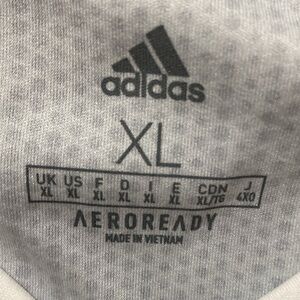 adidas
XL
UK US F D I E CDN J
XL XL XL XL XL XL XL/TG 4XO
AEROREADY
MADE IN VIETNAM